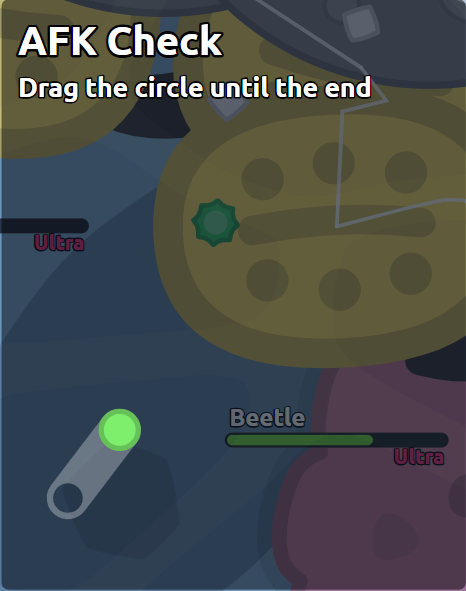 AFK Check
Drag the circle until the end
Ultra
Beetle
Ultra